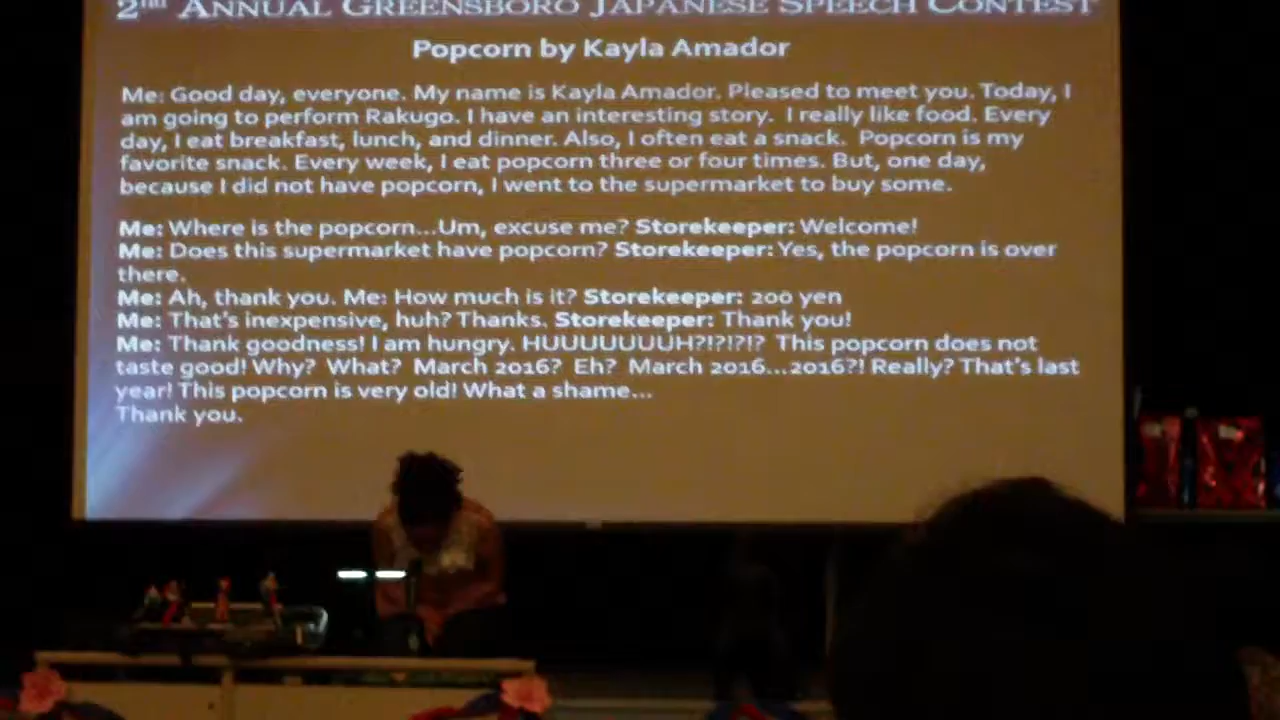 2nd Annual Greensboro Japanese Speech Contest
Popcorn by Kayla Amador
Me: Good day, everyone. My name is Kayla Amador. Pleased to meet you. Today, I
am going to perform Rakugo. I have an interesting story. I really like food. Every
day, I eat breakfast, lunch, and dinner. Also, I often eat a snack. Popcorn is my
favorite snack. Every week, I eat popcorn three or four times. But, one day,
because I did not have popcorn, I went to the supermarket to buy some.
Me: Where is the popcorn...Um, excuse me? Storekeeper: Welcome!
Me: Does this supermarket have popcorn? Storekeeper: Yes, the popcorn is over
there.
Me: Ah, thank you. Me: How much is it? Storekeeper: 200 yen
Me: That's inexpensive, huh? Thanks. Storekeeper: Thank you!
Me: Thank goodness! I am hungry. HUUUUUUUH?!?!?!? This popcorn does not
taste good! Why? What? March 2016? Eh? March 2016...2016?! Really? That's last
year! This popcorn is very old! What a shame...
Thank you.